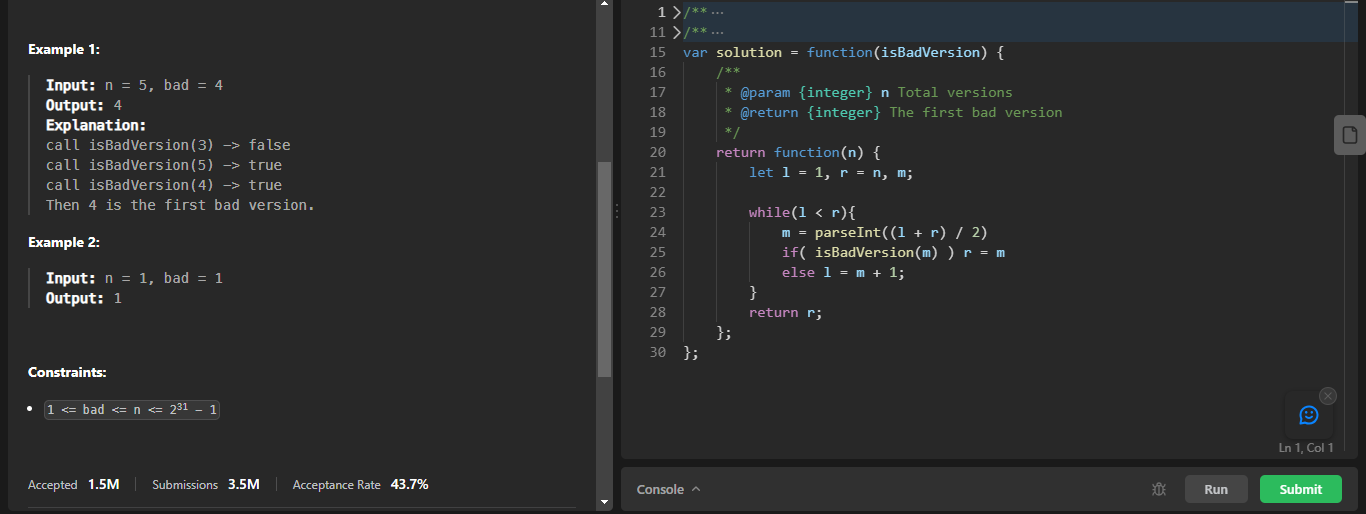 Example 1:
Input: n = 5, bad = 4
Output: 4
Explanation:
call isBadVersion(3) -> false
call isBadVersion(5) -> true
call isBadVersion(4) -> true
Then 4 is the first bad version.
Example 2:
Input: n = 1, bad = 1
Output: 1
Constraints:
1 <= bad <= n <= 2³¹ - 1
Accepted 1.5M Submissions 3.5M Acceptance Rate 43.7%
1 /** ...
11 /** ...
15 var solution = function(isBadVersion) {
16 /**
17 * @param {integer} n Total versions
18 * @return {integer} The first bad version
19 */
20 return function(n) {
21 let l = 1, r = n, m;
22
23 while(l < r){
24 m = parseInt((l + r) / 2)
25 if( isBadVersion(m) ) r = m
26 else l = m + 1;
27 }
28 return r;
29 };
30 };
Ln 1, Col 1
Console
Run
Submit